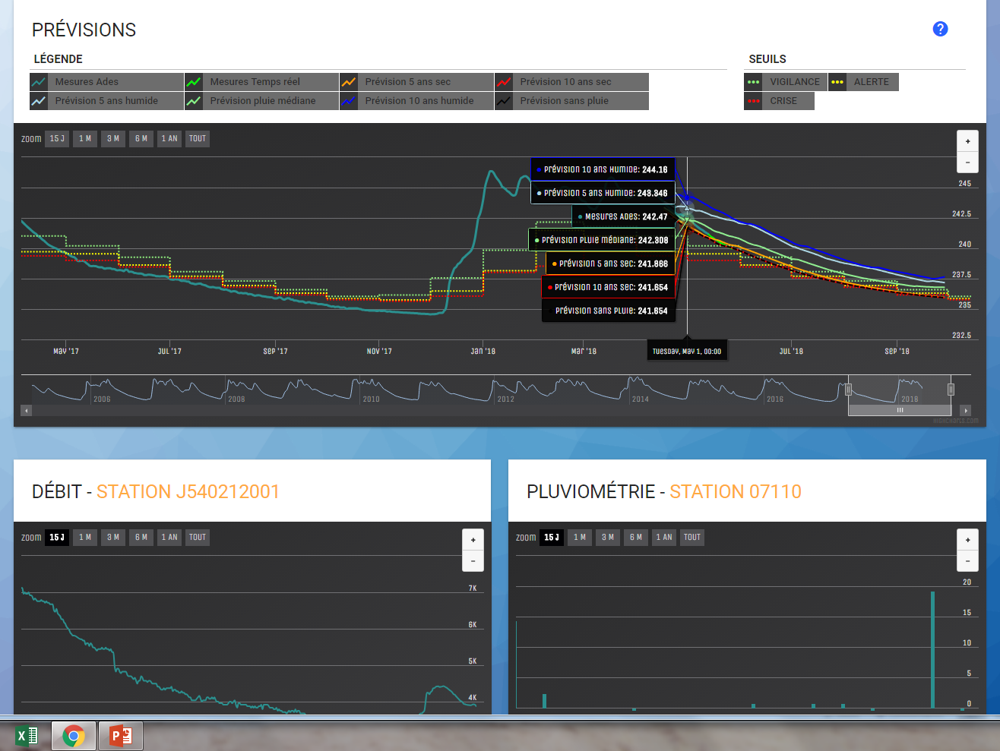 PRÉVISIONS
?
LÉGENDE
SEUILS
Mesures Ades
Mesures Temps réel
Prévision 5 ans sec
Prévision 10 ans sec
VIGILANCE
ALERTE
Prévision 5 ans humide
Prévision pluie médiane
Prévision 10 ans humide
Prévision sans pluie
CRISE
Zoom 15 J 1 M 3 M 6 M 1 AN TOUT
+
-
Prévision 10 ans Humide: 244.16
Prévision 5 ans Humide: 243.346
Mesures Ades: 242.47
Prévision Pluie Médiane: 242.308
Prévision 5 ans sec: 241.866
Prévision 10 ans sec: 241.654
Prévision sans Pluie: 241.654
245
242.5
240
237.5
235
232.5
May '17
Jul '17
Sep '17
Nov '17
Jan '18
Mar '18
Tuesday, May 1, 00:00
Jul '18
Sep '18
2006
2008
2010
2012
2014
2016
2018
Highcharts.com
DÉBIT - STATION J540212001
Zoom 15 J 1 M 3 M 6 M 1 AN TOUT
+
-
7K
6K
5K
4K
PLUVIOMÉTRIE - STATION 07110
Zoom 15 J 1 M 3 M 6 M 1 AN TOUT
+
-
20
15
10
5
0
X
P